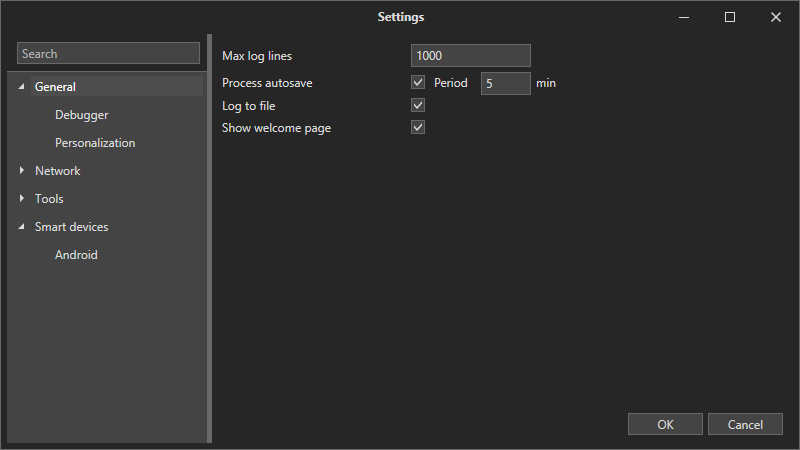 Settings
Search
General
Debugger
Personalization
Network
Tools
Smart devices
Android
Max log lines 1000
Process autosave Period 5 min
Log to file
Show welcome page
OK Cancel